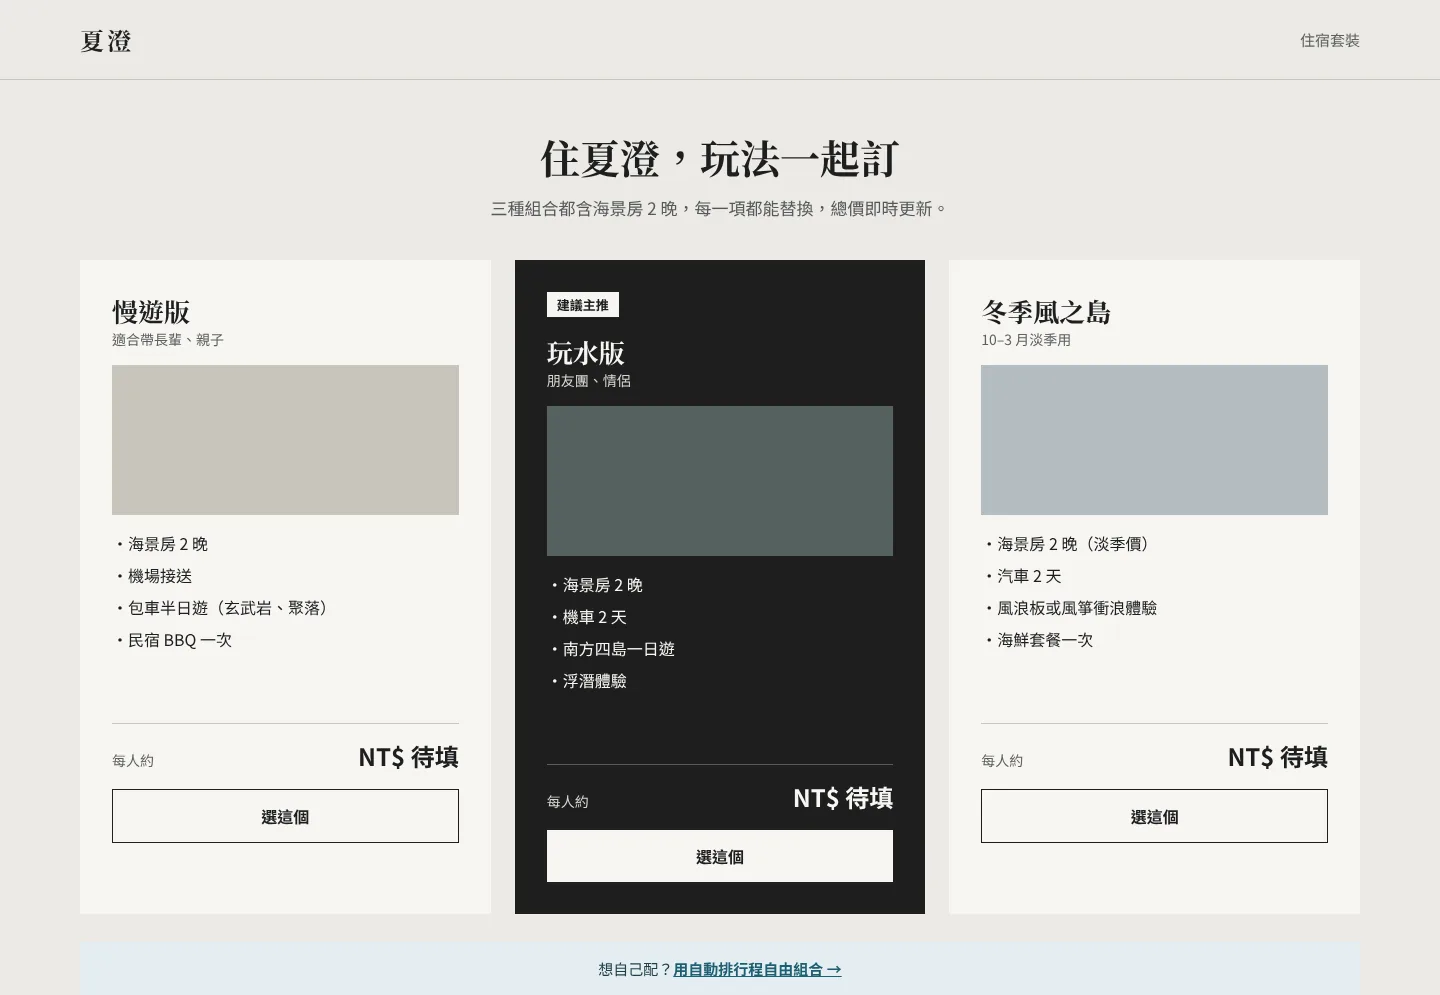 夏澄
住宿套裝
住夏澄，玩法一起訂
三種組合都含海景房 2 晚，每一項都能替換，總價即時更新。
慢遊版
適合帶長輩、親子
・海景房 2 晚
・機場接送
・包車半日遊（玄武岩、聚落）
・民宿 BBQ 一次
每人約
NT$ 待填
選這個
建議主推
玩水版
朋友團、情侶
・海景房 2 晚
・機車 2 天
・南方四島一日遊
・浮潛體驗
每人約
NT$ 待填
選這個
冬季風之島
10–3 月淡季用
・海景房 2 晚（淡季價）
・汽車 2 天
・風浪板或風箏衝浪體驗
・海鮮套餐一次
每人約
NT$ 待填
選這個
想自己配？用自動排行程自由組合 →